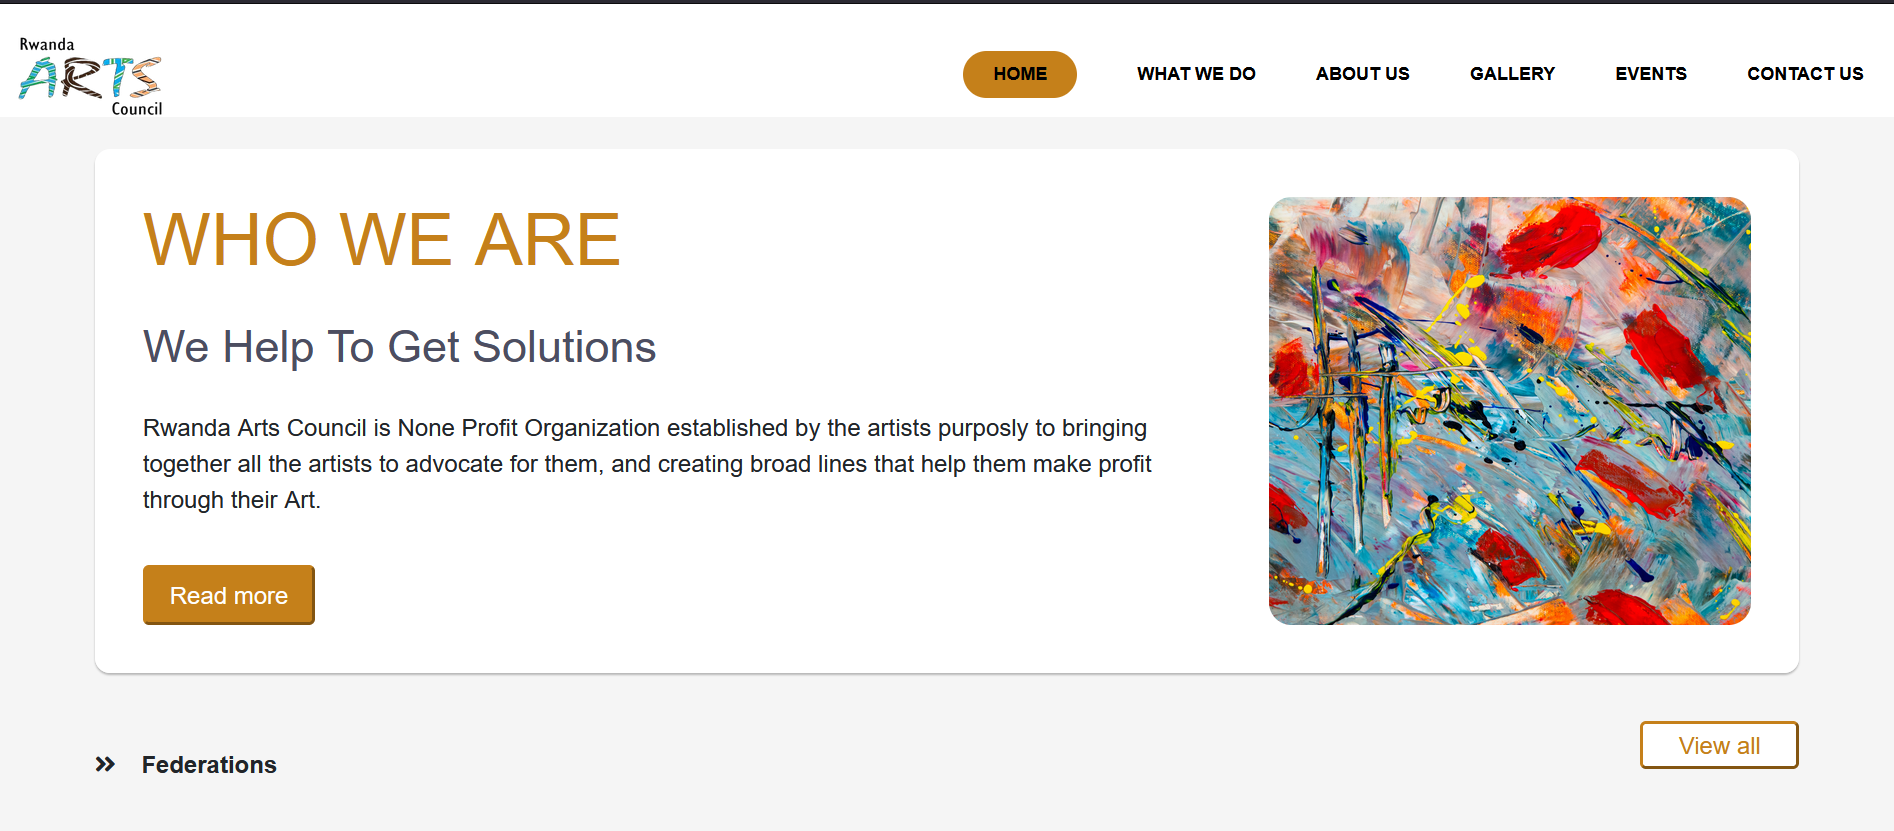 Rwanda
ARTS
Council
HOME
WHAT WE DO
ABOUT US
GALLERY
EVENTS
CONTACT US
WHO WE ARE
We Help To Get Solutions
Rwanda Arts Council is None Profit Organization established by the artists purposly to bringing
together all the artists to advocate for them, and creating broad lines that help them make profit
through their Art.
Read more
Federations
View all